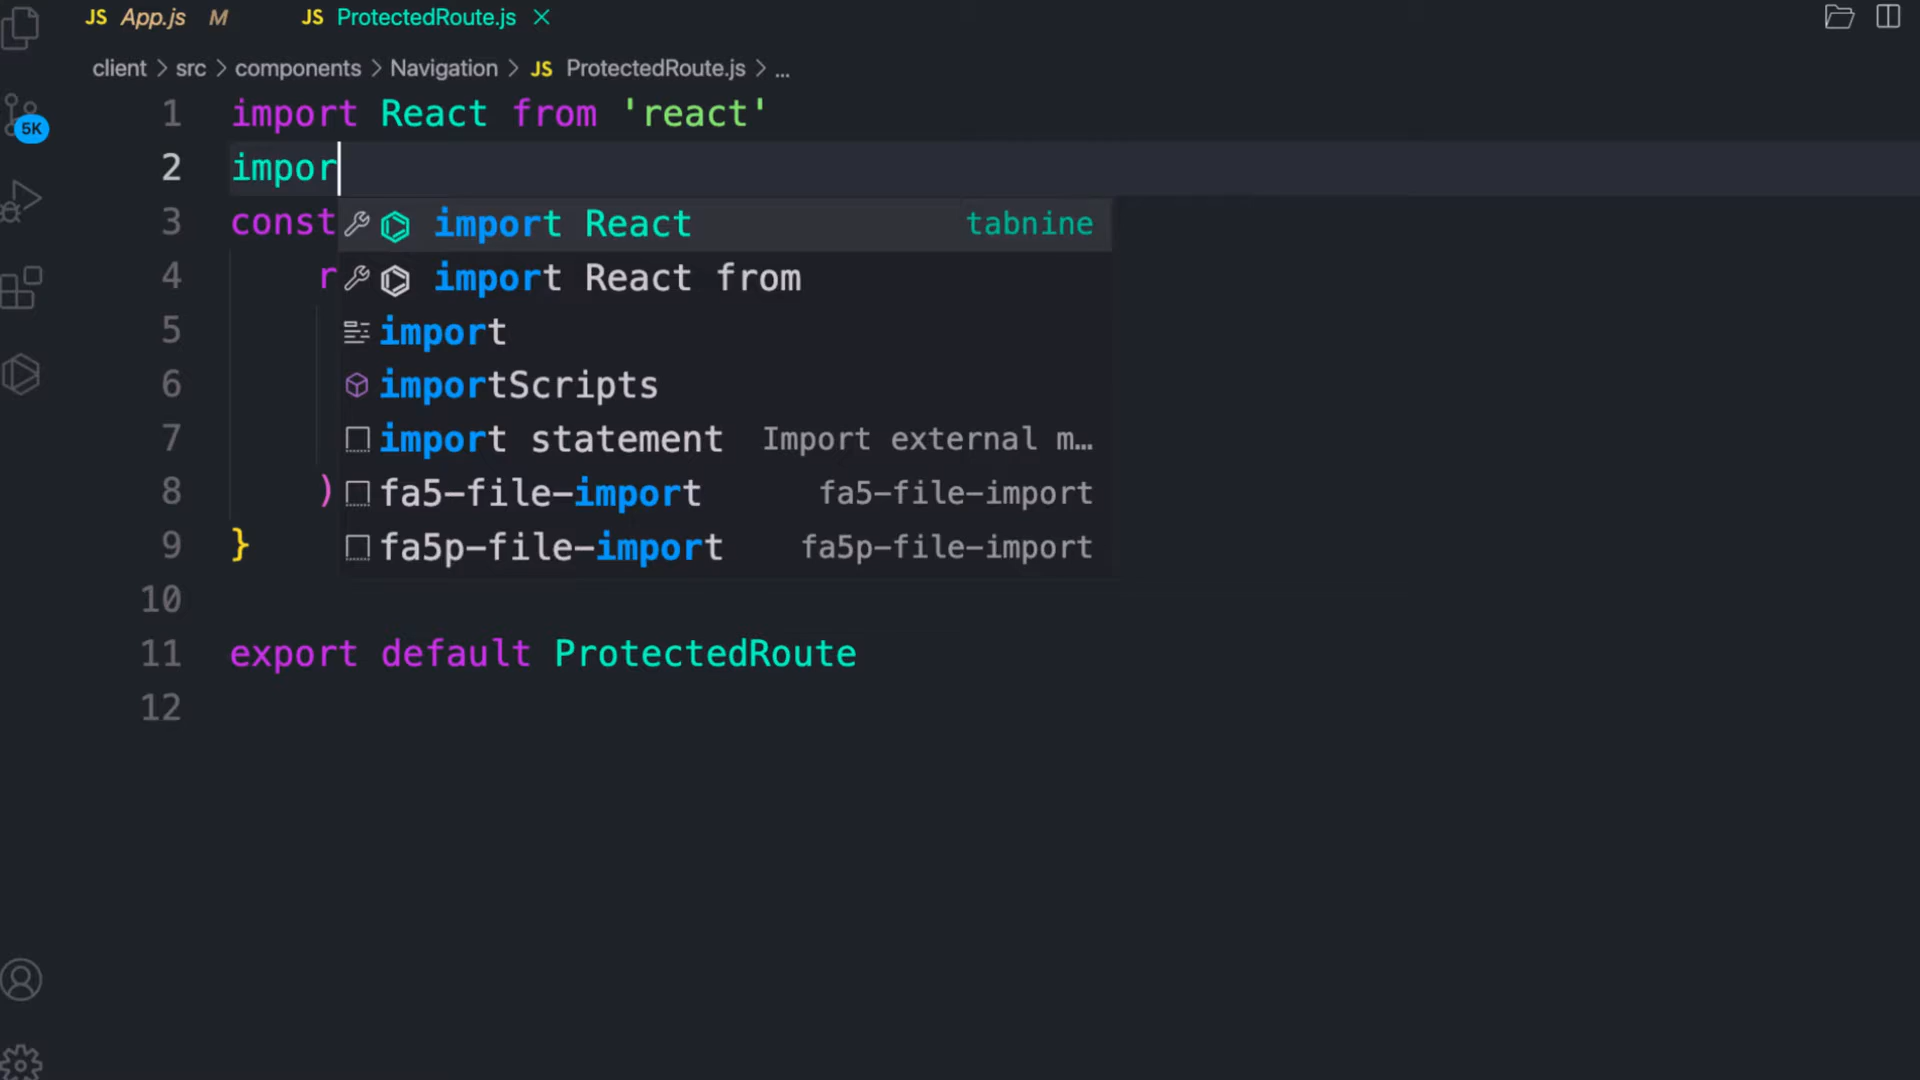 JS App.js M JS ProtectedRoute.js
client > src > components > Navigation > JS ProtectedRoute.js > ...
1 import React from 'react'
5K
2 impor
3 const import React tabnine
4 r import React from
5 import
6 importScripts
7 import statement Import external m…
8 ) fa5-file-import fa5-file-import
9 } fa5p-file-import fa5p-file-import
10
11 export default ProtectedRoute
12